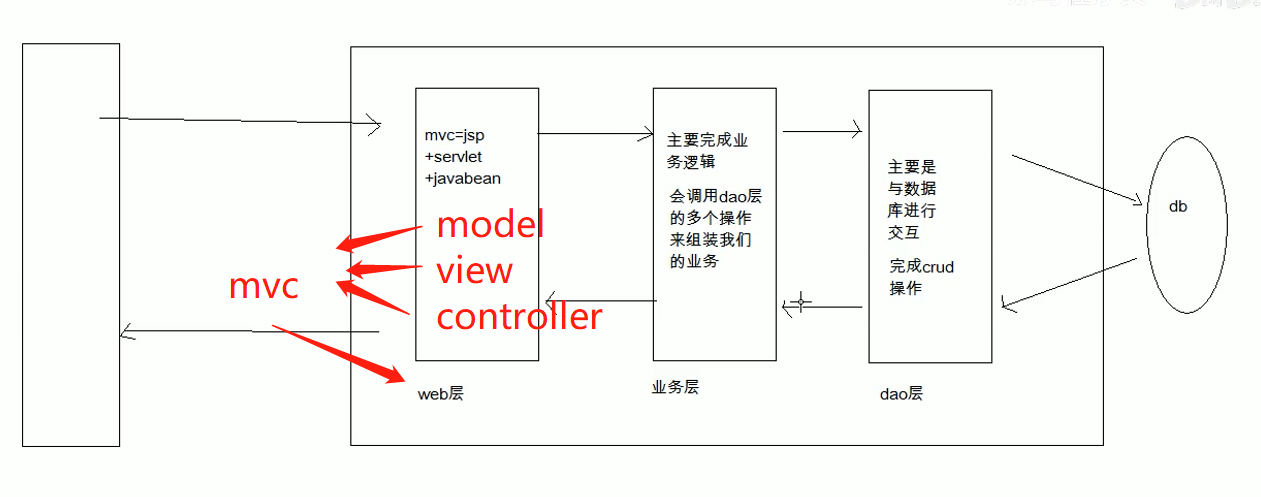 mvc=jsp
+servlet
+javabean
model
view
controller
mvc
web层
主要完成业
务逻辑
会调用dao层
的多个操作
来组装我们
的业务
业务层
主要是
与数据
库进行
交互
完成crud
操作
dao层
db